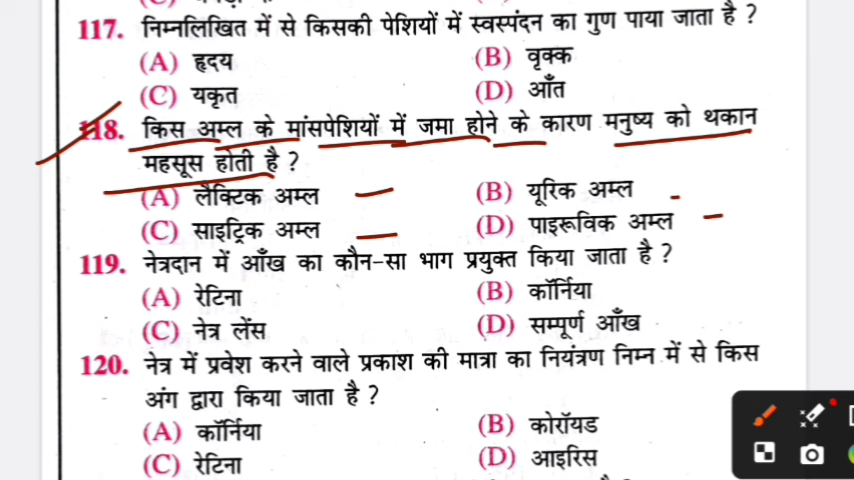 117. निम्नलिखित में से किसकी पेशियों में स्वस्पंदन का गुण पाया जाता है ?
(A) हृदय (B) वृक्क
(C) यकृत (D) आँत
118. किस अम्ल के मांसपेशियों में जमा होने के कारण मनुष्य को थकान
महसूस होती है ?
(A) लैक्टिक अम्ल (B) यूरिक अम्ल
(C) साइट्रिक अम्ल (D) पाइरूविक अम्ल
119. नेत्रदान में आँख का कौन-सा भाग प्रयुक्त किया जाता है ?
(A) रेटिना (B) कॉर्निया
(C) नेत्र लेंस (D) सम्पूर्ण आँख
120. नेत्र में प्रवेश करने वाले प्रकाश की मात्रा का नियंत्रण निम्न में से किस
अंग द्वारा किया जाता है ?
(A) कॉर्निया (B) कोरॉयड
(C) रेटिना (D) आइरिस